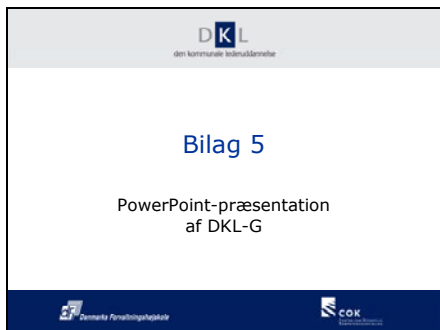 DKL
den kommunale lederuddannelse
Bilag 5
PowerPoint-præsentation
af DKL-G
Danmarks Forvaltningshøjskole
COK